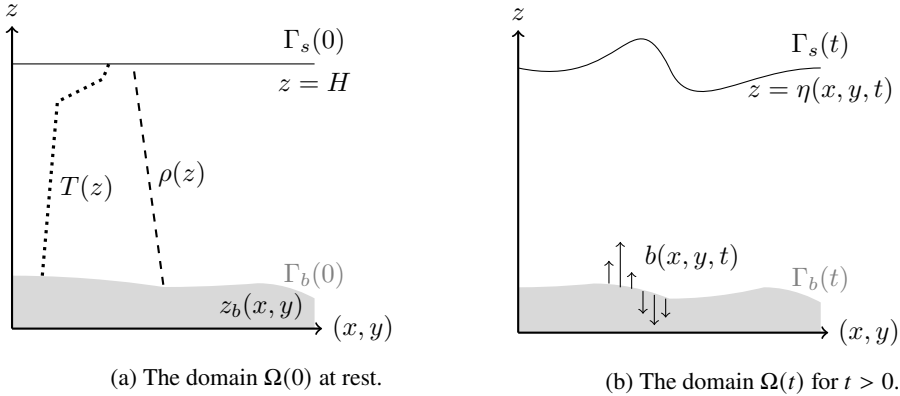 z
Γ_s(0)
z = H
T(z)
ρ(z)
Γ_b(0)
z_b(x, y)
(x, y)
(a) The domain Ω(0) at rest.
z
Γ_s(t)
z = η(x, y, t)
b(x, y, t)
Γ_b(t)
(x, y)
(b) The domain Ω(t) for t > 0.